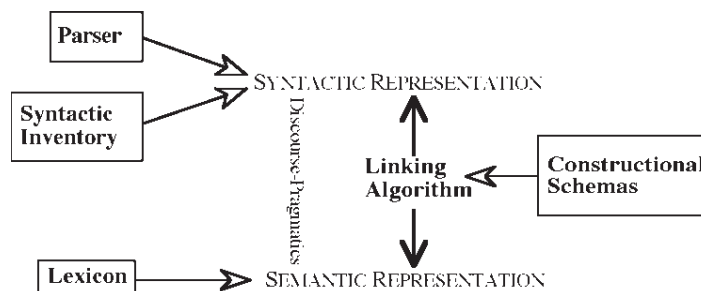 Parser
SYNTACTIC REPRESENTATION
Syntactic
Inventory
Discourse-Pragmatics
Linking
Algorithm
Constructional
Schemas
Lexicon
SEMANTIC REPRESENTATION